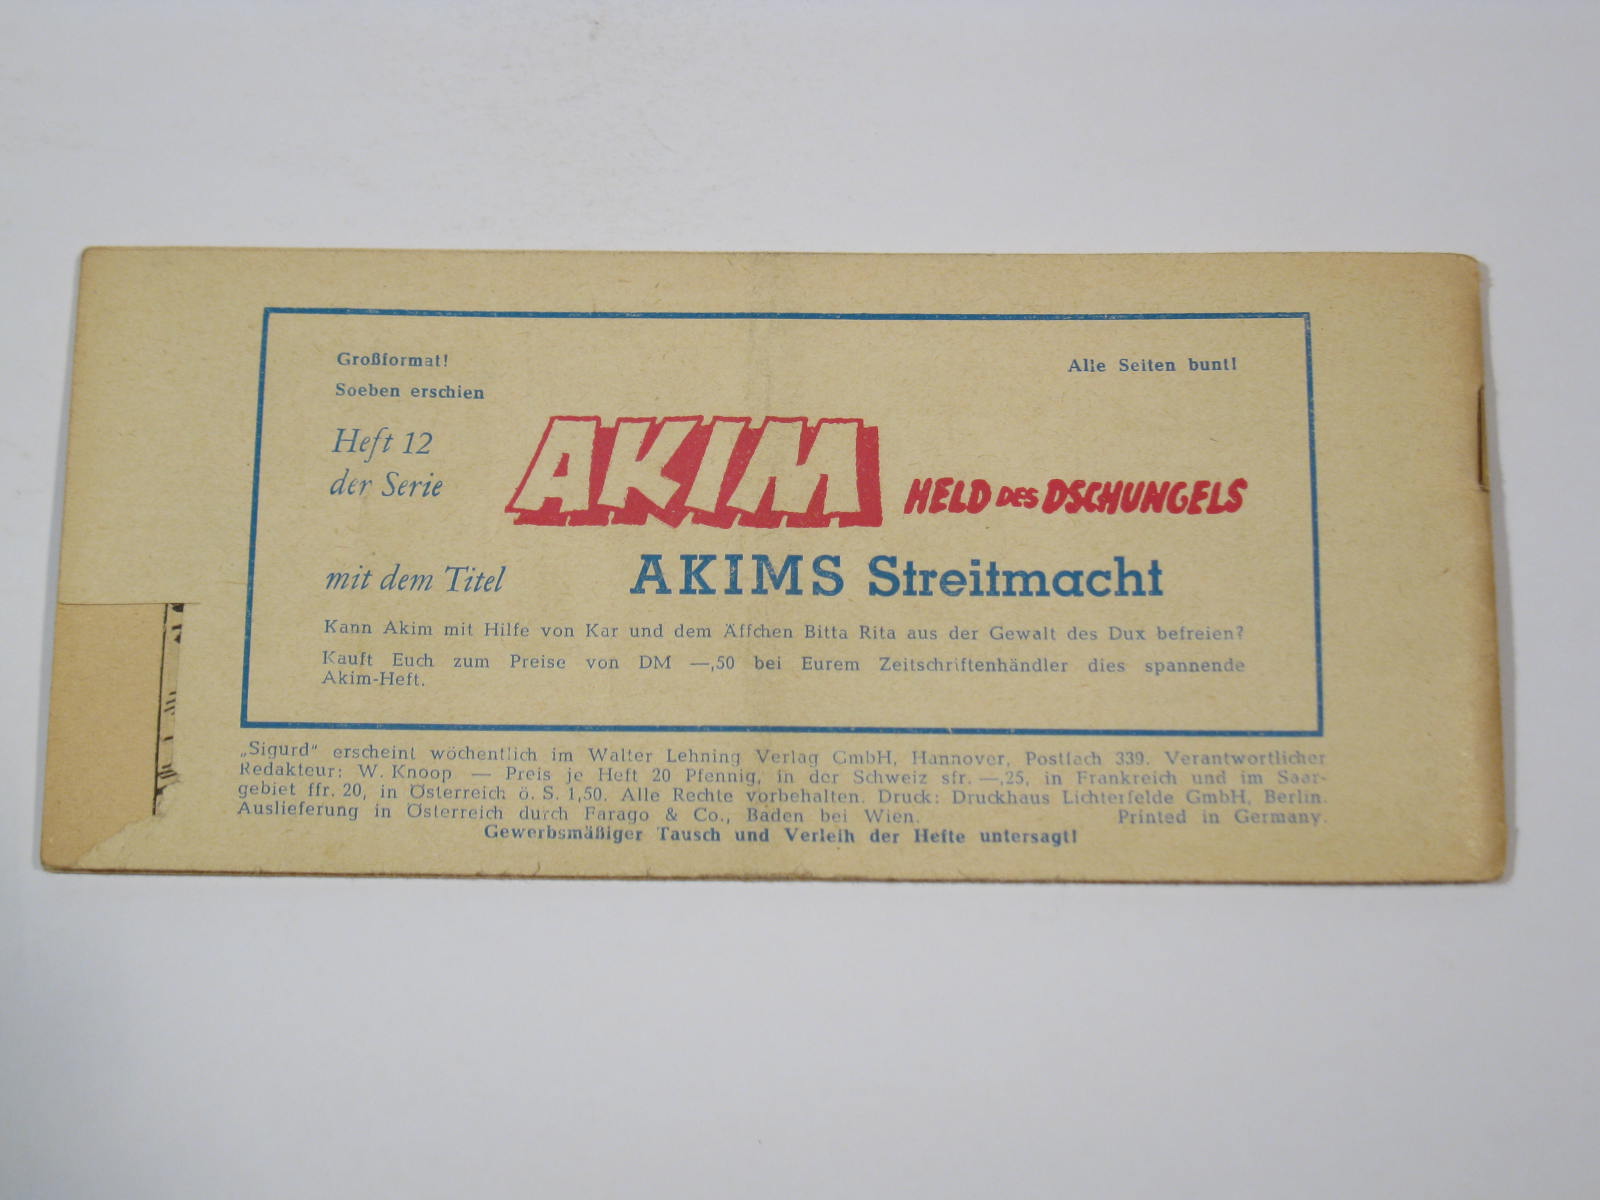 Großformat!
Alle Seiten bunt!
Soeben erschien
Heft 12
der Serie
AKIM HELD DES DSCHUNGELS
mit dem Titel AKIMS Streitmacht
Kann Akim mit Hilfe von Kar und dem Äffchen Bitta Rita aus der Gewalt des Dux befreien?
Kauft Euch zum Preise von DM —,50 bei Eurem Zeitschriftenhändler dies spannende
Akim-Heft.
„Sigurd" erscheint wöchentlich im Walter Lehning Verlag GmbH, Hannover, Postfach 339. Verantwortlicher
Redakteur: W. Knoop — Preis je Heft 20 Pfennig, in der Schweiz sfr. —,25, in Frankreich und im Saar-
gebiet ffr. 20, in Österreich ö. S. 1,50. Alle Rechte vorbehalten. Druck: Druckhaus Lichterfelde GmbH, Berlin.
Auslieferung in Österreich durch Farago & Co., Baden bei Wien. Printed in Germany.
Gewerbsmäßiger Tausch und Verleih der Hefte untersagt!